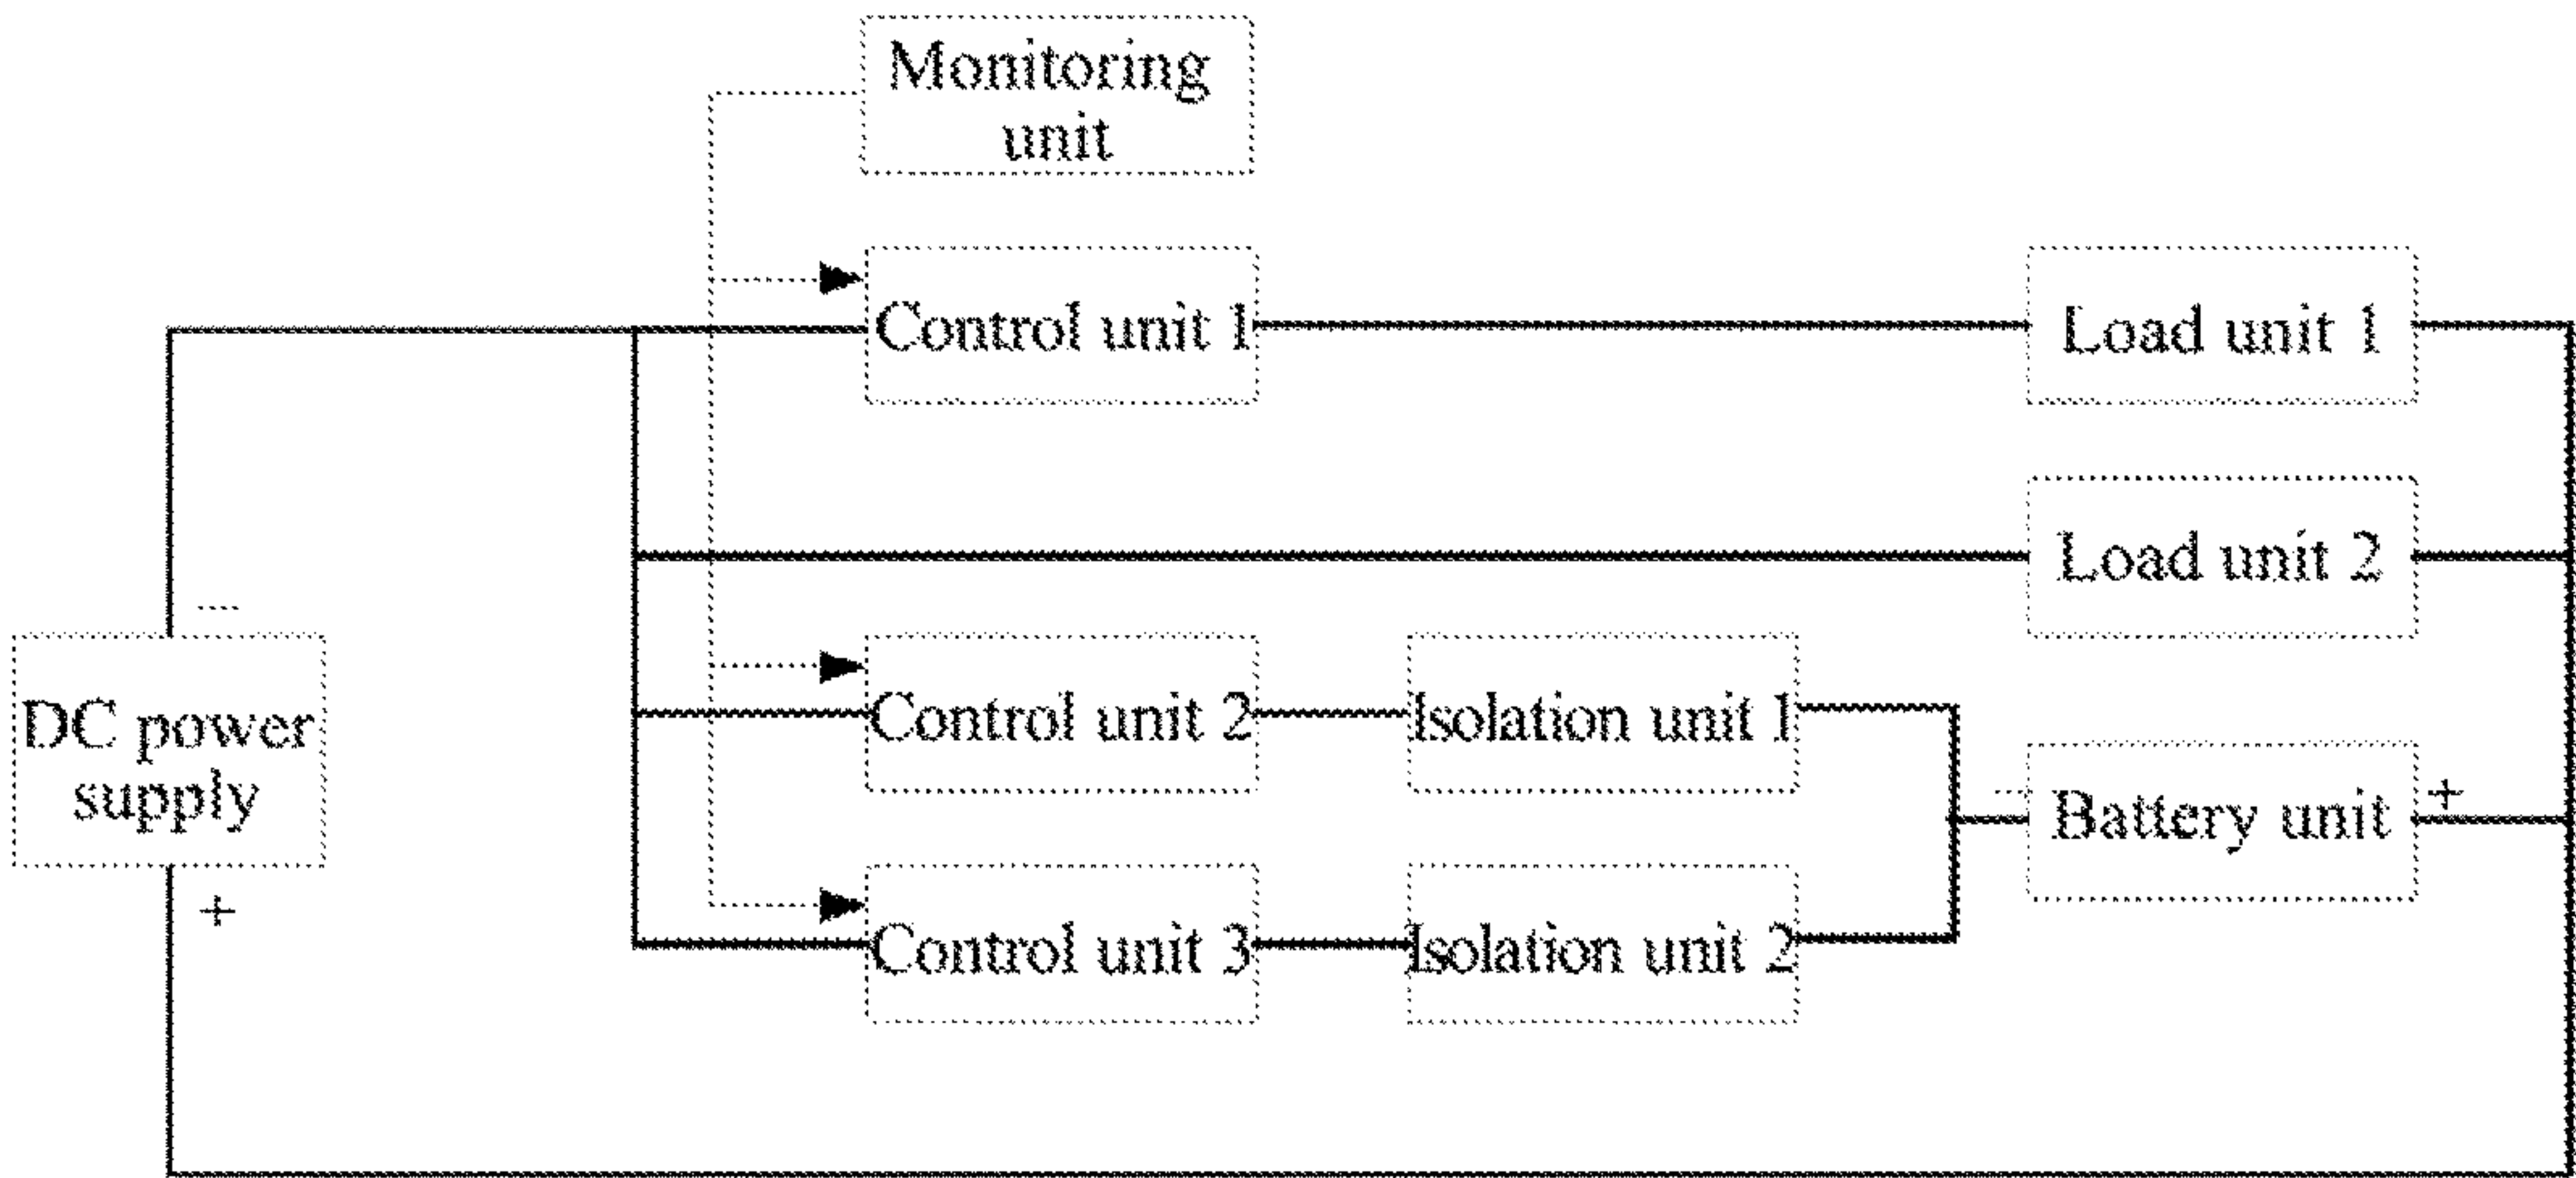 Monitoring
unit
Control unit 1
Load unit 1
Load unit 2
−
DC power
supply
+
Control unit 2
Isolation unit 1
−
Battery unit
+
Control unit 3
Isolation unit 2